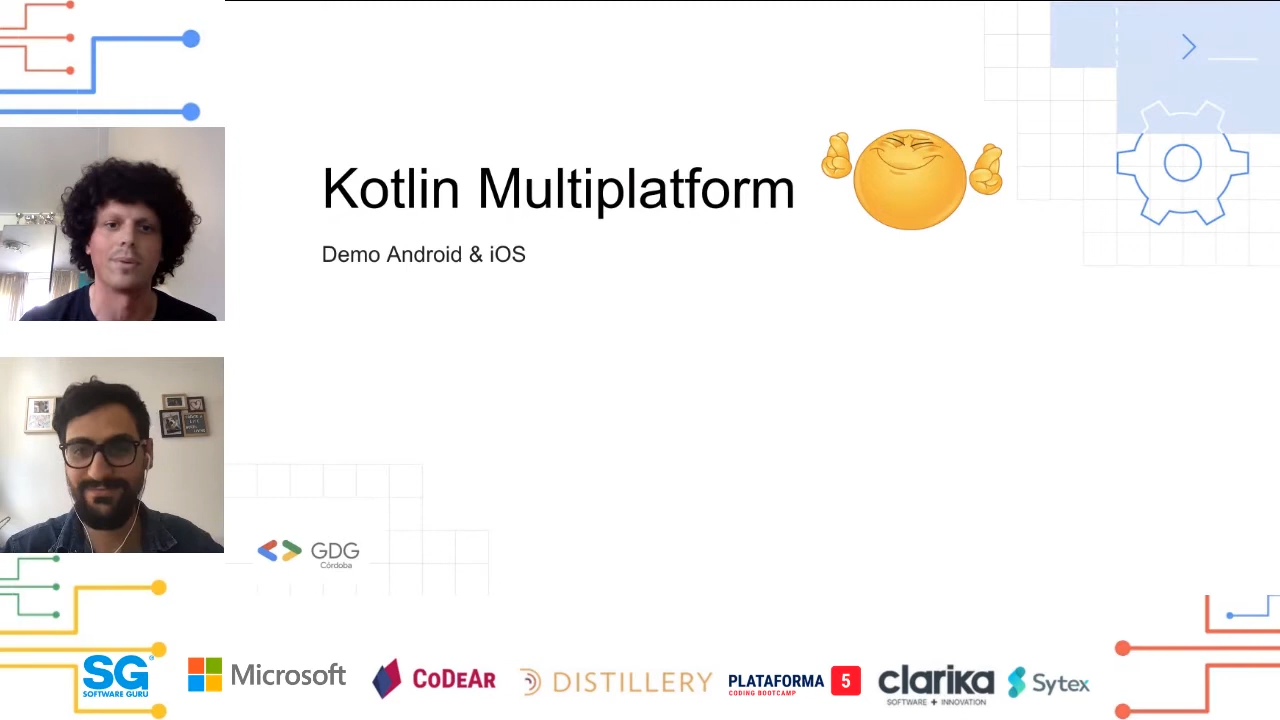 Kotlin Multiplatform
Demo Android & iOS
GDG
Córdoba
SG
SOFTWARE GURU
Microsoft
CoDeAr
DISTILLERY
PLATAFORMA 5
CODING BOOTCAMP
clarika
SOFTWARE + INNOVATION
Sytex